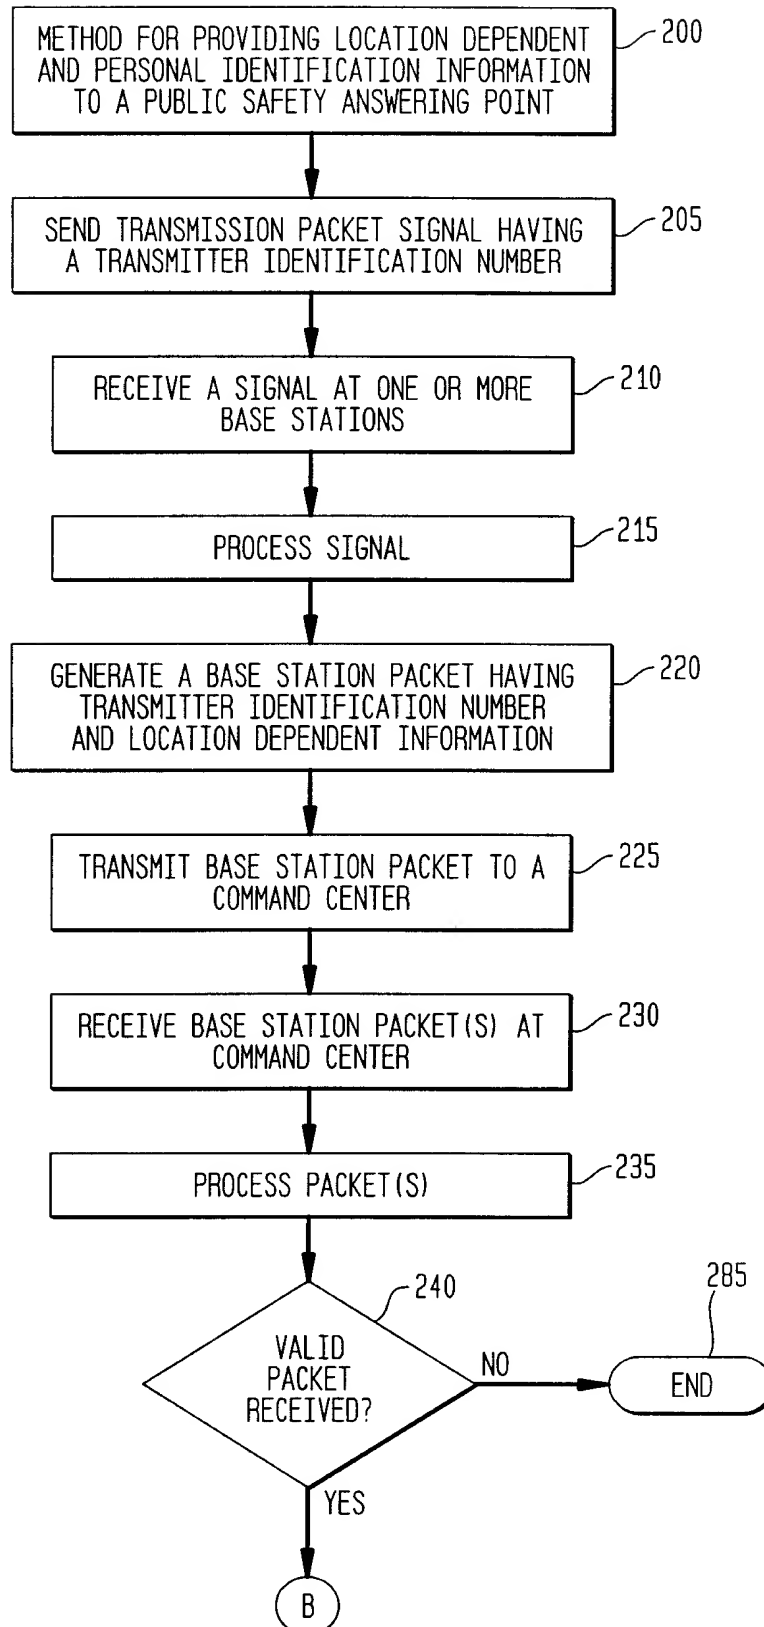 METHOD FOR PROVIDING LOCATION DEPENDENT
AND PERSONAL IDENTIFICATION INFORMATION
TO A PUBLIC SAFETY ANSWERING POINT
200
SEND TRANSMISSION PACKET SIGNAL HAVING
A TRANSMITTER IDENTIFICATION NUMBER
205
RECEIVE A SIGNAL AT ONE OR MORE
BASE STATIONS
210
PROCESS SIGNAL
215
GENERATE A BASE STATION PACKET HAVING
TRANSMITTER IDENTIFICATION NUMBER
AND LOCATION DEPENDENT INFORMATION
220
TRANSMIT BASE STATION PACKET TO A
COMMAND CENTER
225
RECEIVE BASE STATION PACKET(S) AT
COMMAND CENTER
230
PROCESS PACKET(S)
235
240
VALID
PACKET
RECEIVED?
NO
285
END
YES
B